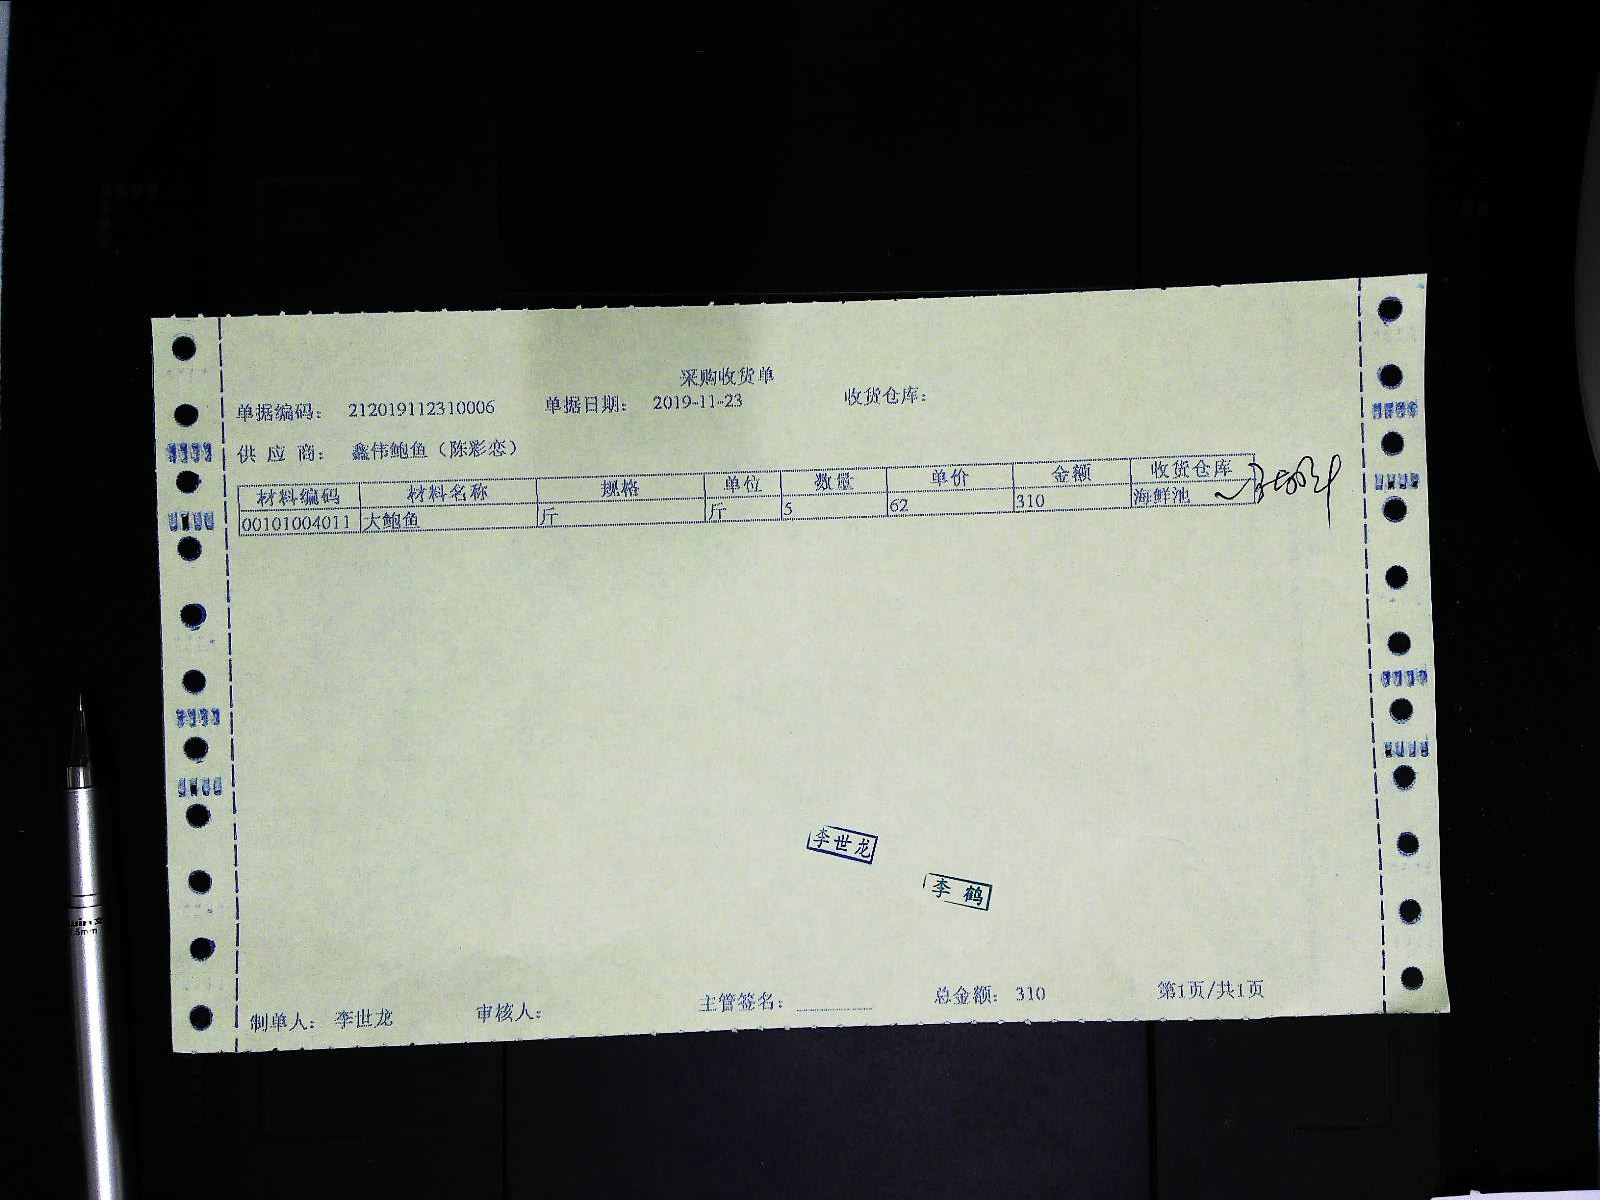 采购收货单
单据编码： 212019112310006 单据日期： 2019-11-23 收货仓库：
供 应 商： 鑫伟鲍鱼（陈彩恋）
材料编码 材料名称 规格 单位 数量 单价 金额 收货仓库
00101004011 大鲍鱼 斤 斤 5 62 310 海鲜池
李世龙
李 鹤
制单人： 李世龙 审核人： 主管签名： 总金额： 310 第1页/共1页